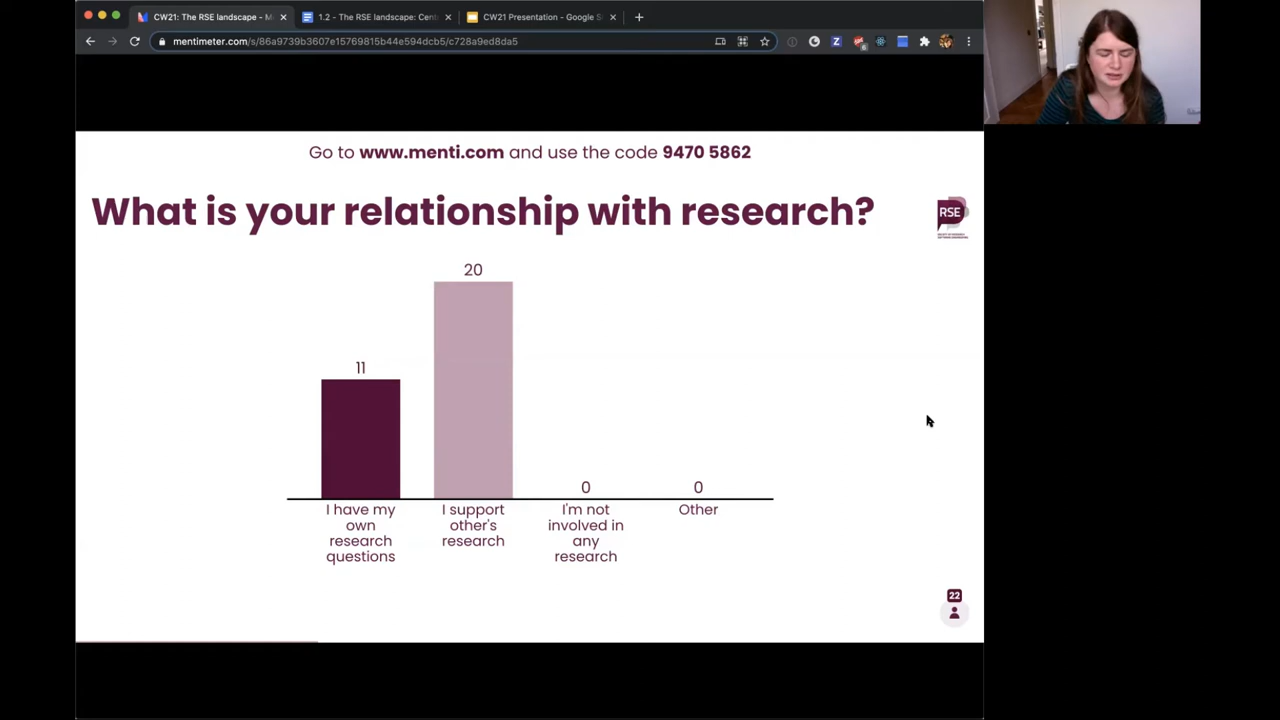 CW21: The RSE landscape - M
1.2 - The RSE landscape: Cent
CW21 Presentation - Google S
mentimeter.com/s/86a9739b3607e15769815b44e594dcb5/c728a9ed8da5
Go to www.menti.com and use the code 9470 5862
What is your relationship with research?
RSE
20
11
0
0
I have my
own
research
questions
I support
other's
research
I'm not
involved in
any
research
Other
22